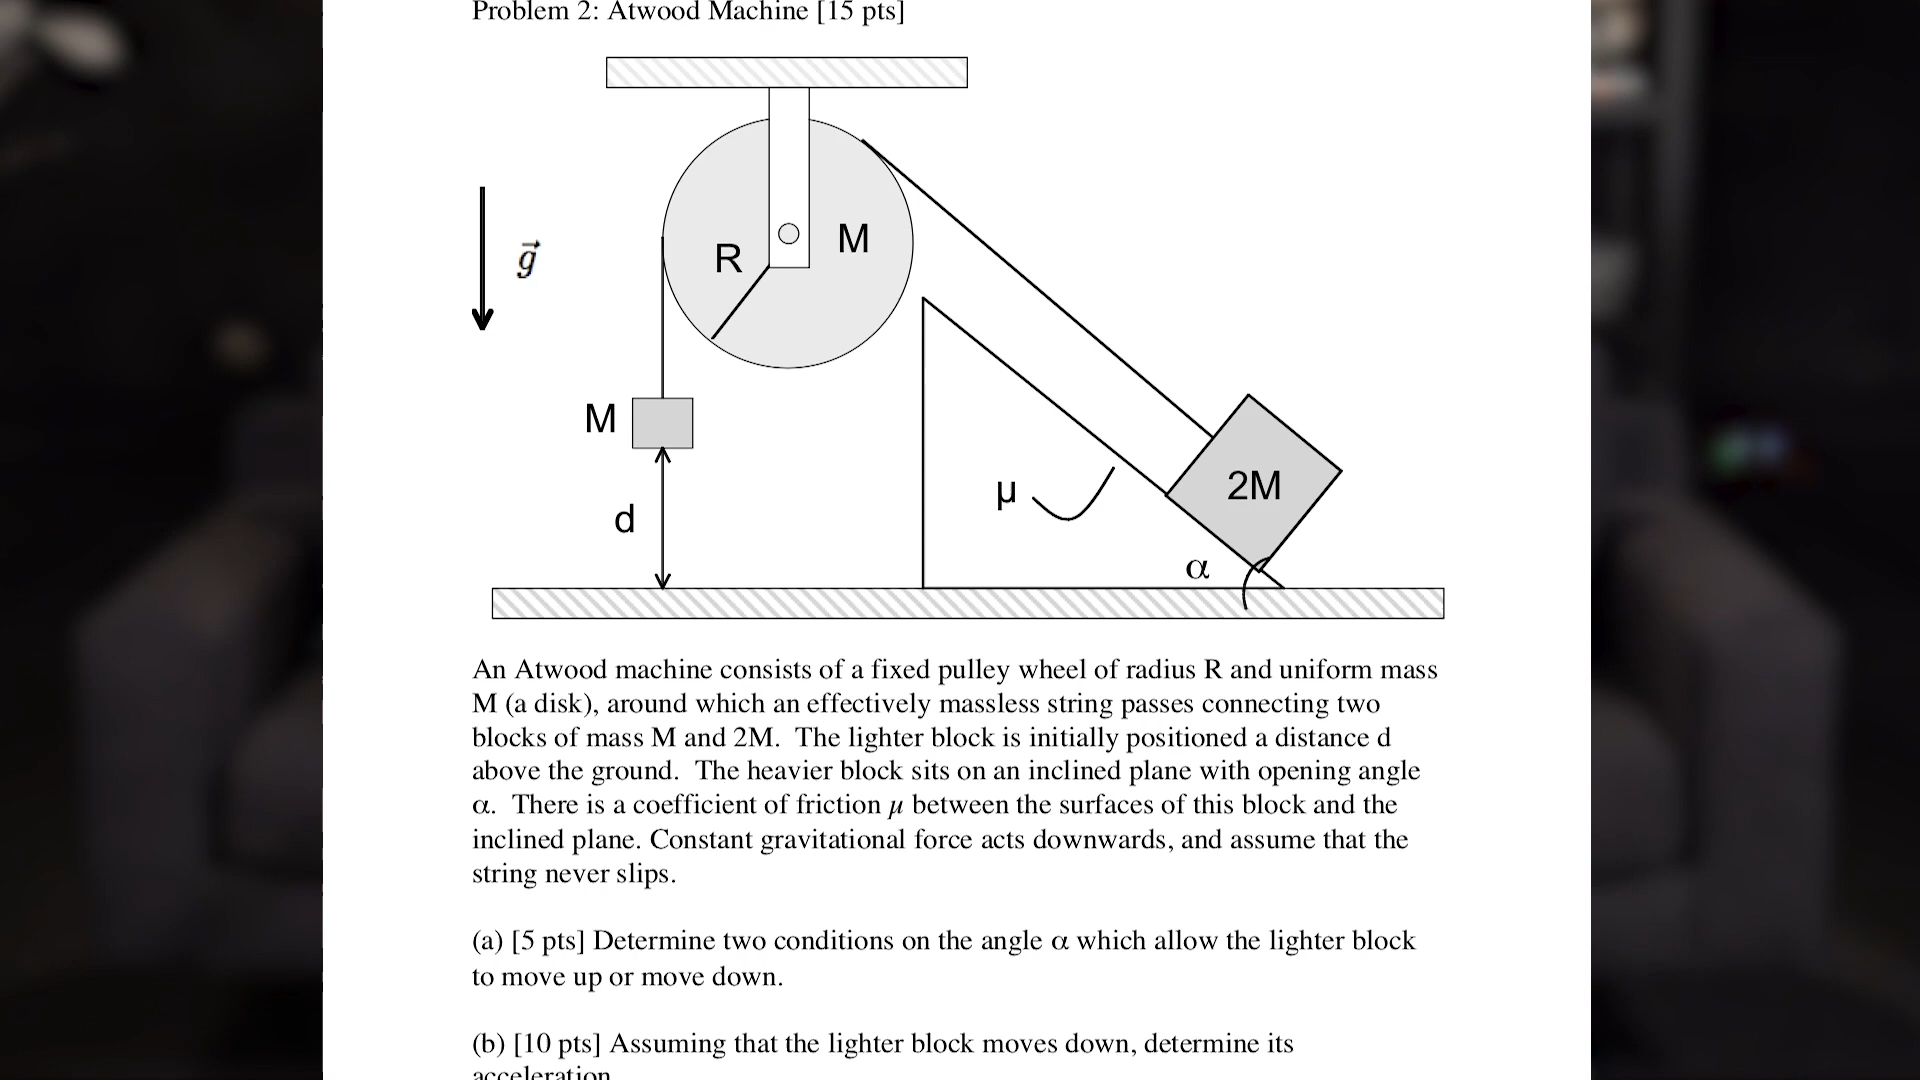 Problem 2: Atwood Machine [15 pts]
g
R
M
M
d
μ
2M
α
An Atwood machine consists of a fixed pulley wheel of radius R and uniform mass
M (a disk), around which an effectively massless string passes connecting two
blocks of mass M and 2M.  The lighter block is initially positioned a distance d
above the ground.  The heavier block sits on an inclined plane with opening angle
α.  There is a coefficient of friction μ between the surfaces of this block and the
inclined plane. Constant gravitational force acts downwards, and assume that the
string never slips.
(a) [5 pts] Determine two conditions on the angle α which allow the lighter block
to move up or move down.
(b) [10 pts] Assuming that the lighter block moves down, determine its
acceleration